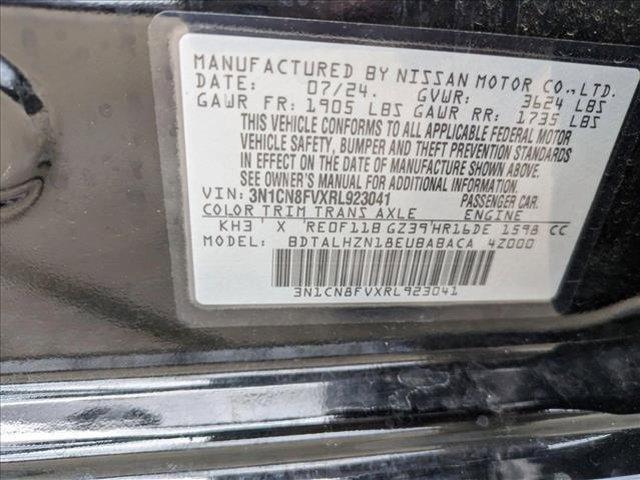 MANUFACTURED BY NISSAN MOTOR CO., LTD.
DATE: 07/24. GVWR: 3624 LBS
GAWR FR: 1905 LBS GAWR RR: 1735 LBS
THIS VEHICLE CONFORMS TO ALL APPLICABLE FEDERAL MOTOR
VEHICLE SAFETY, BUMPER AND THEFT PREVENTION STANDARDS
IN EFFECT ON THE DATE OF MANUFACTURE SHOWN ABOVE.
SEE OWNER'S MANUAL FOR ADDITIONAL INFORMATION
VIN: 3N1CN8FVXRL923041 PASSENGER CAR.
COLOR TRIM TRANS AXLE ENGINE
KH3 ' X ' RE0F11B GZ39'HR16DE 1598 CC
MODEL: BDTALHZN18EUBABACA 4Z000
3N1CN8FVXRL923041